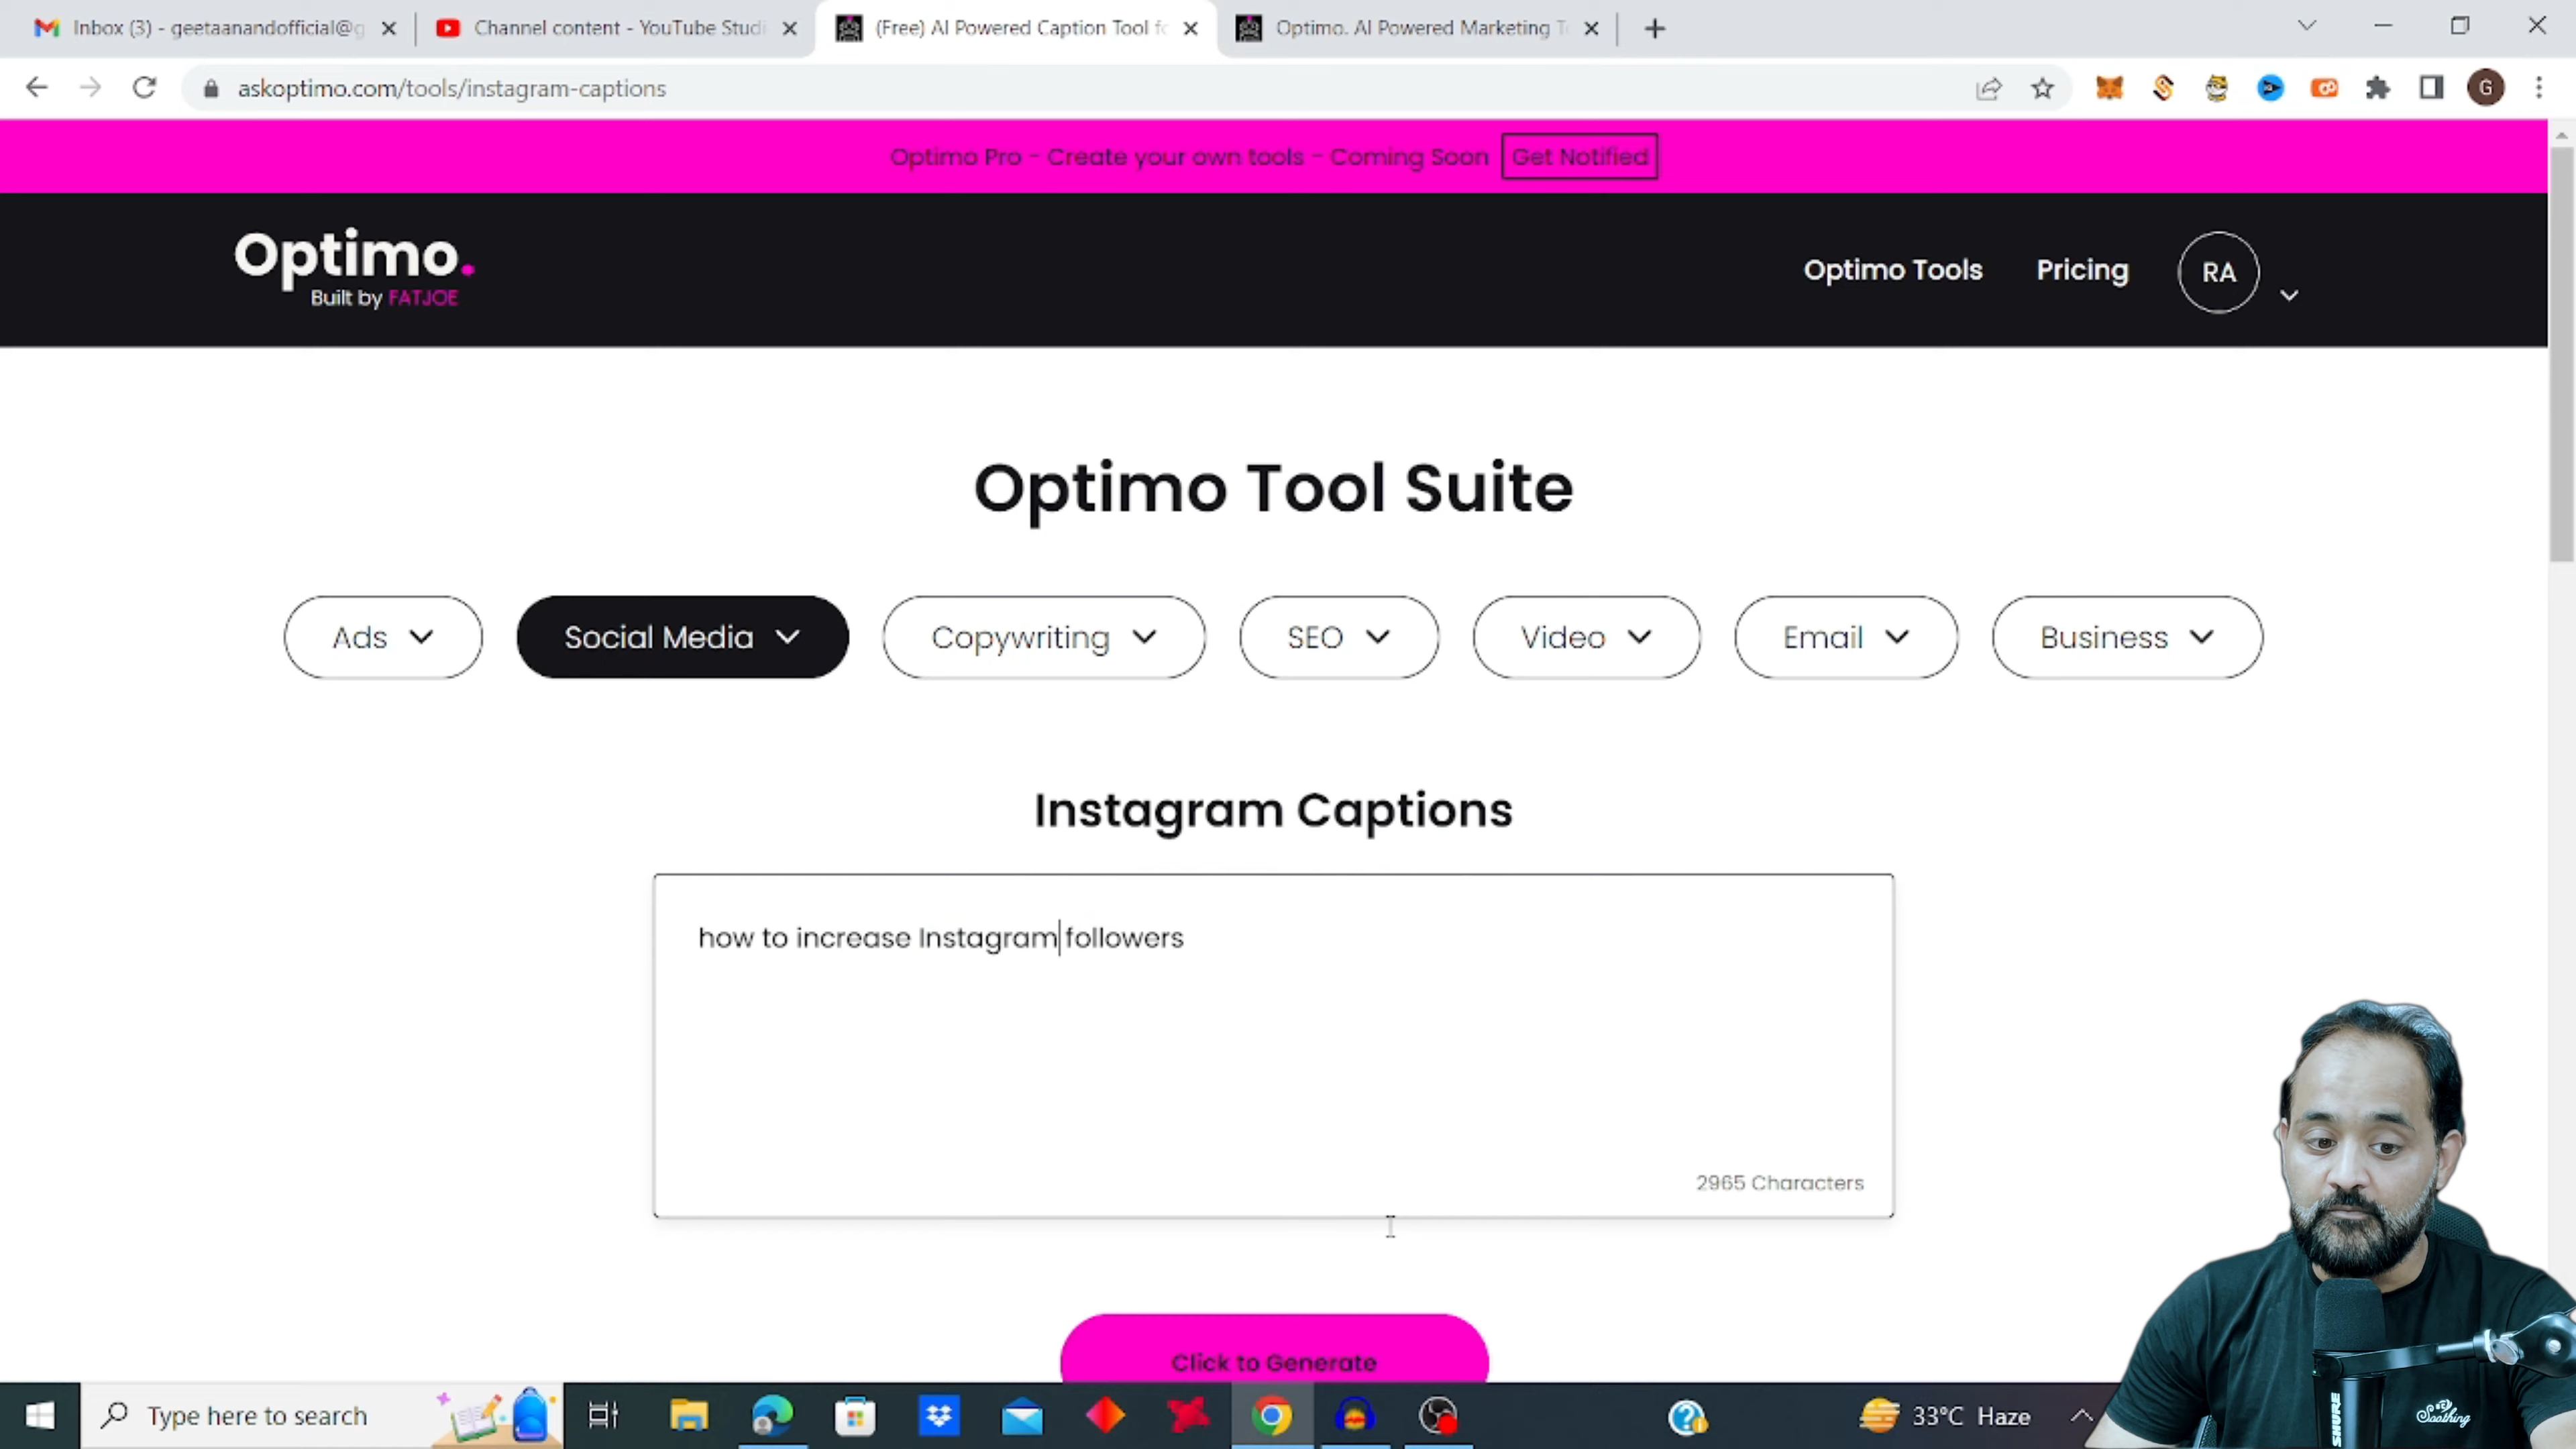 Inbox (3) - geetaanandofficial@g
Channel content - YouTube Studi
(Free) AI Powered Caption Tool fo
Optimo. AI Powered Marketing T
askoptimo.com/tools/instagram-captions
G
Optimo Pro - Create your own tools - Coming Soon Get Notified
Optimo.
Built by FATJOE
Optimo Tools
Pricing
RA
Optimo Tool Suite
Ads
Social Media
Copywriting
SEO
Video
Email
Business
Instagram Captions
how to increase Instagram followers
2965 Characters
Click to Generate
Type here to search
33°C Haze
SHURE
Soothing